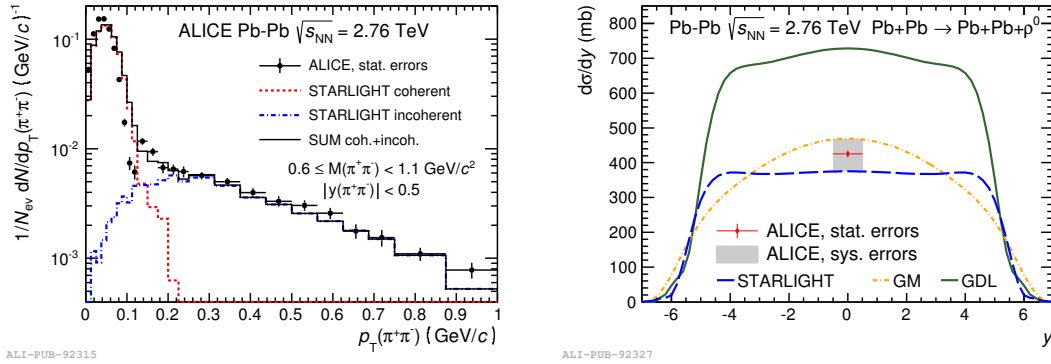 ALICE Pb-Pb √s_NN = 2.76 TeV
ALICE, stat. errors
STARLIGHT coherent
STARLIGHT incoherent
SUM coh.+incoh.
0.6 ≤ M(π⁺π⁻) < 1.1 GeV/c²
|y(π⁺π⁻)| < 0.5
1/N_ev dN/dp_T(π⁺π⁻) {GeV/c}⁻¹
10⁻¹
10⁻²
10⁻³
0 0.1 0.2 0.3 0.4 0.5 0.6 0.7 0.8 0.9 1
p_T(π⁺π⁻) {GeV/c}
ALI-PUB-92315
Pb-Pb √s_NN = 2.76 TeV Pb+Pb → Pb+Pb+ρ⁰
dσ/dy (mb)
800
700
600
500
400
300
200
100
0
ALICE, stat. errors
ALICE, sys. errors
STARLIGHT GM GDL
-6 -4 -2 0 2 4 6
y
ALI-PUB-92327